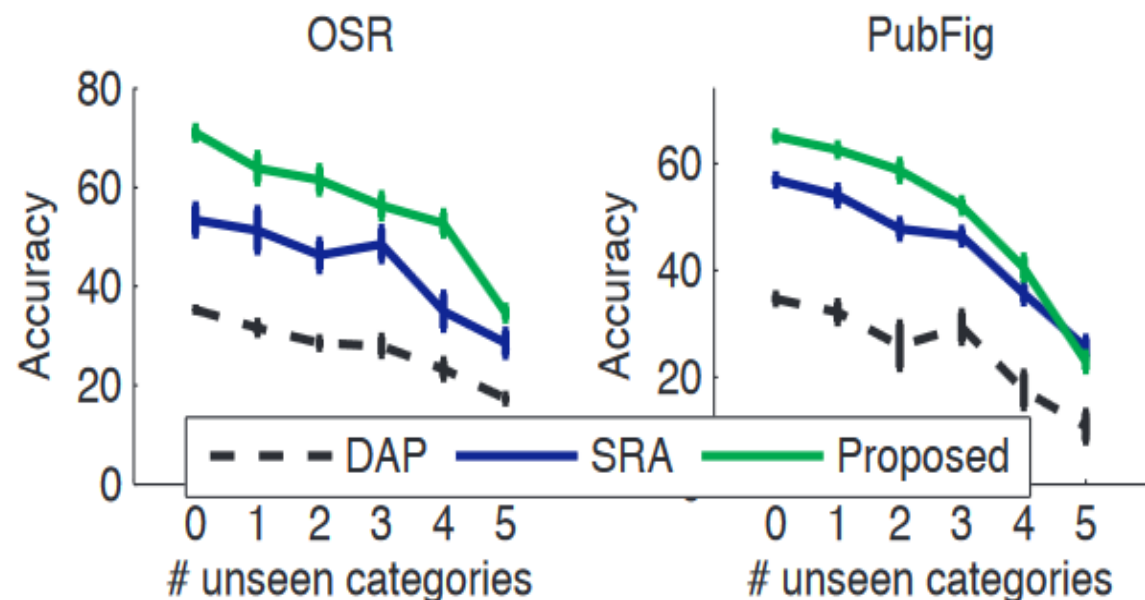 OSR
PubFig
80
60
40
20
0
Accuracy
60
40
20
Accuracy
DAP SRA Proposed
0 1 2 3 4 5
0 1 2 3 4 5
# unseen categories
# unseen categories